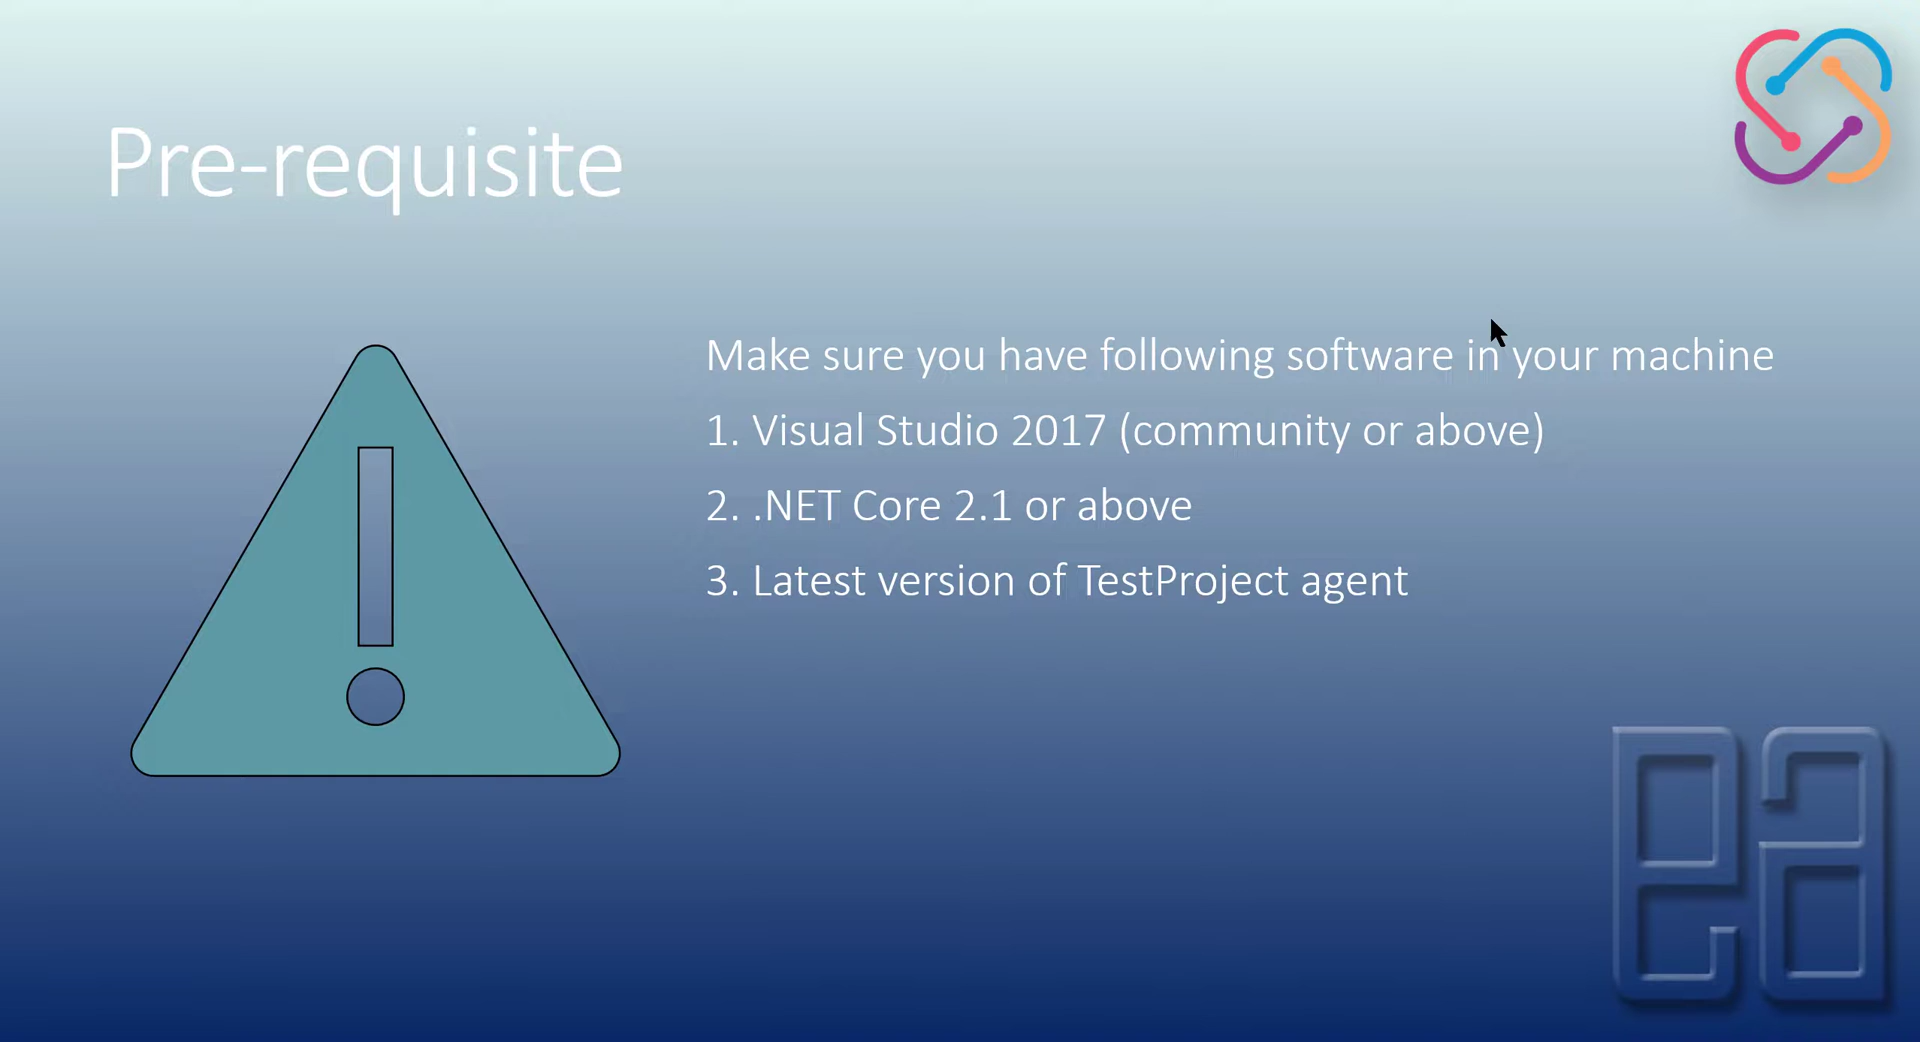 Pre-requisite
Make sure you have following software in your machine
1. Visual Studio 2017 (community or above)
2. .NET Core 2.1 or above
3. Latest version of TestProject agent
ea